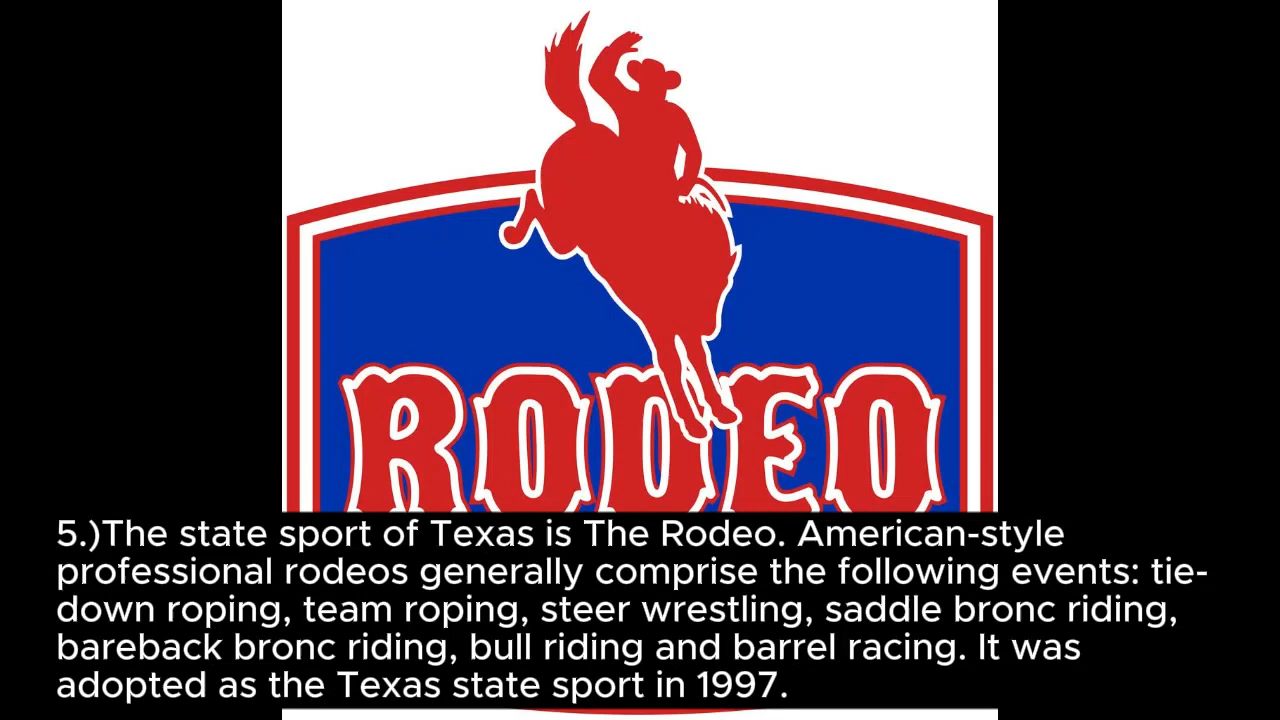 RODEO
5.)The state sport of Texas is The Rodeo. American-style
professional rodeos generally comprise the following events: tie-
down roping, team roping, steer wrestling, saddle bronc riding,
bareback bronc riding, bull riding and barrel racing. It was
adopted as the Texas state sport in 1997.